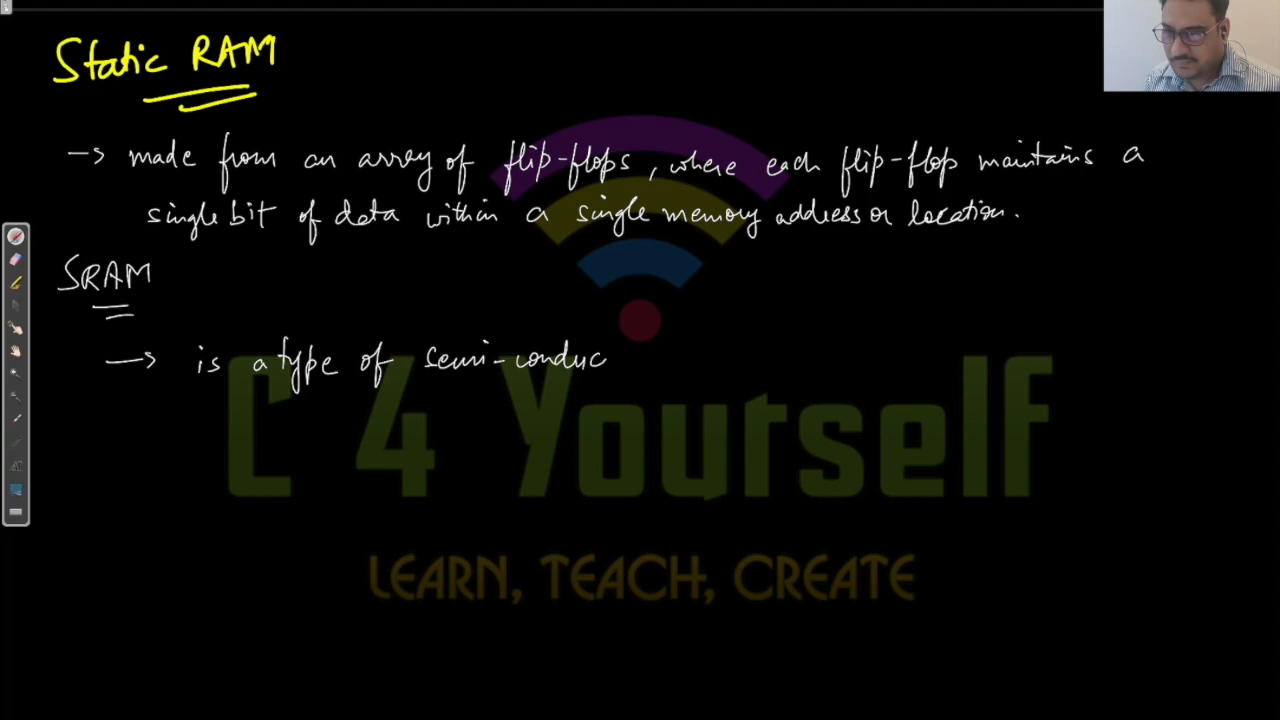 Static RAM
→ made from an array of flip-flops, where each flip-flop maintains a
single bit of data within a single memory address or location.
SRAM
→ is a type of semi-conduc
C 4 Yourself
LEARN, TEACH, CREATE